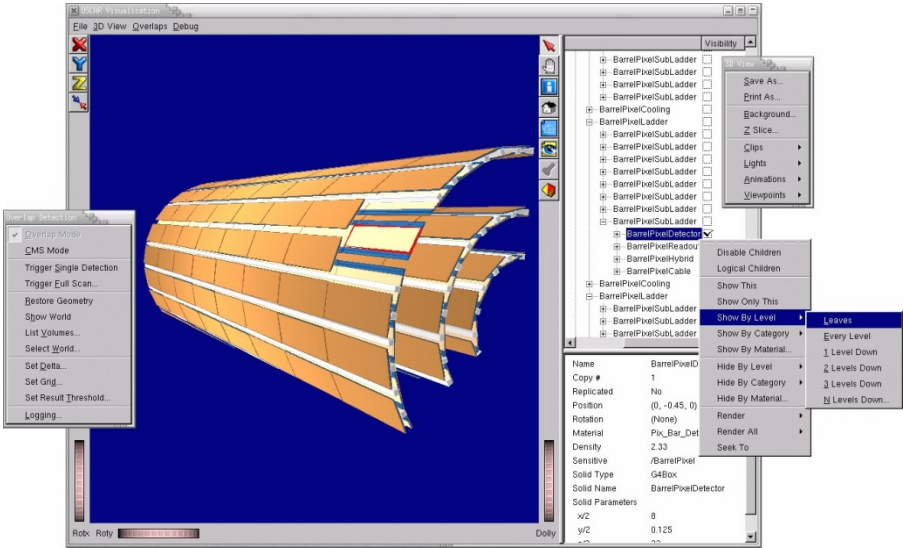 OSCAR Visualisation
File 3D View Overlaps Debug
Visibility
BarrelPixelSubLadder
BarrelPixelSubLadder
BarrelPixelSubLadder
BarrelPixelCooling
BarrelPixelLadder
BarrelPixelSubLadder
BarrelPixelSubLadder
BarrelPixelSubLadder
BarrelPixelSubLadder
BarrelPixelSubLadder
BarrelPixelSubLadder
BarrelPixelDetector
BarrelPixelReadou
BarrelPixelHybrid
BarrelPixelCable
BarrelPixelCooling
BarrelPixelLadder
BarrelPixelSubLadder
BarrelPixelSubLadder
BarrelPixelSubLadder
3D View
Save As...
Print As...
Background...
Z Slice...
Clips
Lights
Animations
Viewpoints
Overlap Detection
Overlap Mode
CMS Mode
Trigger Single Detection
Trigger Full Scan...
Restore Geometry
Show World
List Volumes...
Select World...
Set Delta...
Set Grid...
Set Result Threshold...
Logging...
Disable Children
Logical Children
Show This
Show Only This
Show By Level
Show By Category
Show By Material...
Hide By Level
Hide By Category
Hide By Material...
Render
Render All
Seek To
Leaves
Every Level
1 Level Down
2 Levels Down
3 Levels Down
N Levels Down...
Name BarrelPixelD
Copy # 1
Replicated No
Position (0, -0.45, 0)
Rotation (None)
Material Pix_Bar_Det
Density 2.33
Sensitive /BarrelPixel
Solid Type G4Box
Solid Name BarrelPixelDetector
Solid Parameters
x/2 8
y/2 0.125
Rotx Roty Dolly